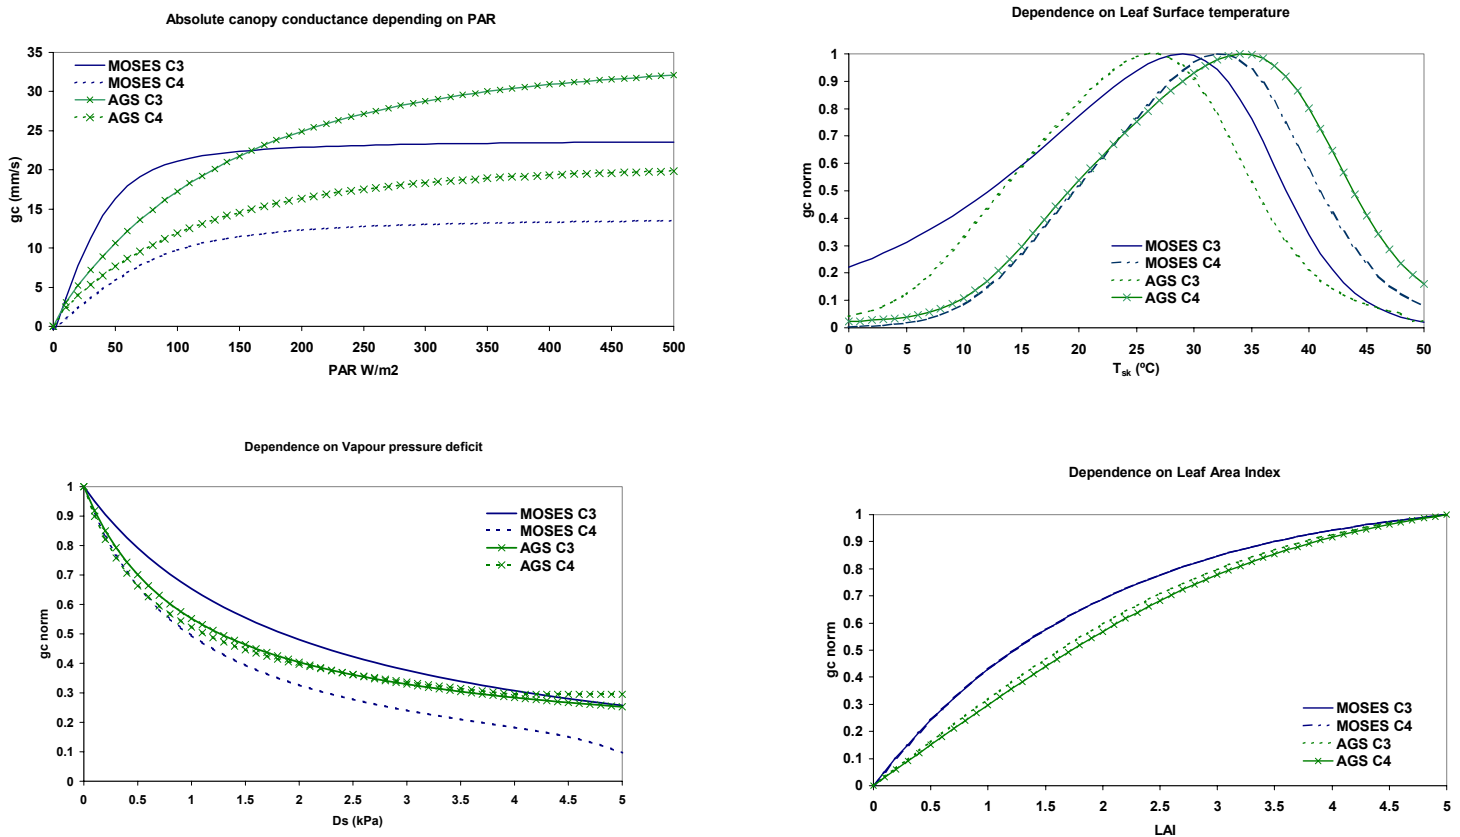 Absolute canopy conductance depending on PAR
35
30
25
20
15
10
5
0
gc (mm/s)
MOSES C3
MOSES C4
AGS C3
AGS C4
0 50 100 150 200 250 300 350 400 450 500
PAR W/m2
Dependence on Leaf Surface temperature
1
0.9
0.8
0.7
0.6
0.5
0.4
0.3
0.2
0.1
0
gc norm
MOSES C3
MOSES C4
AGS C3
AGS C4
0 5 10 15 20 25 30 35 40 45 50
Tsk (ºC)
Dependence on Vapour pressure deficit
1
0.9
0.8
0.7
0.6
0.5
0.4
0.3
0.2
0.1
0
gc norm
MOSES C3
MOSES C4
AGS C3
AGS C4
0 0.5 1 1.5 2 2.5 3 3.5 4 4.5 5
Ds (kPa)
Dependence on Leaf Area Index
1
0.9
0.8
0.7
0.6
0.5
0.4
0.3
0.2
0.1
0
gc norm
MOSES C3
MOSES C4
AGS C3
AGS C4
0 0.5 1 1.5 2 2.5 3 3.5 4 4.5 5
LAI